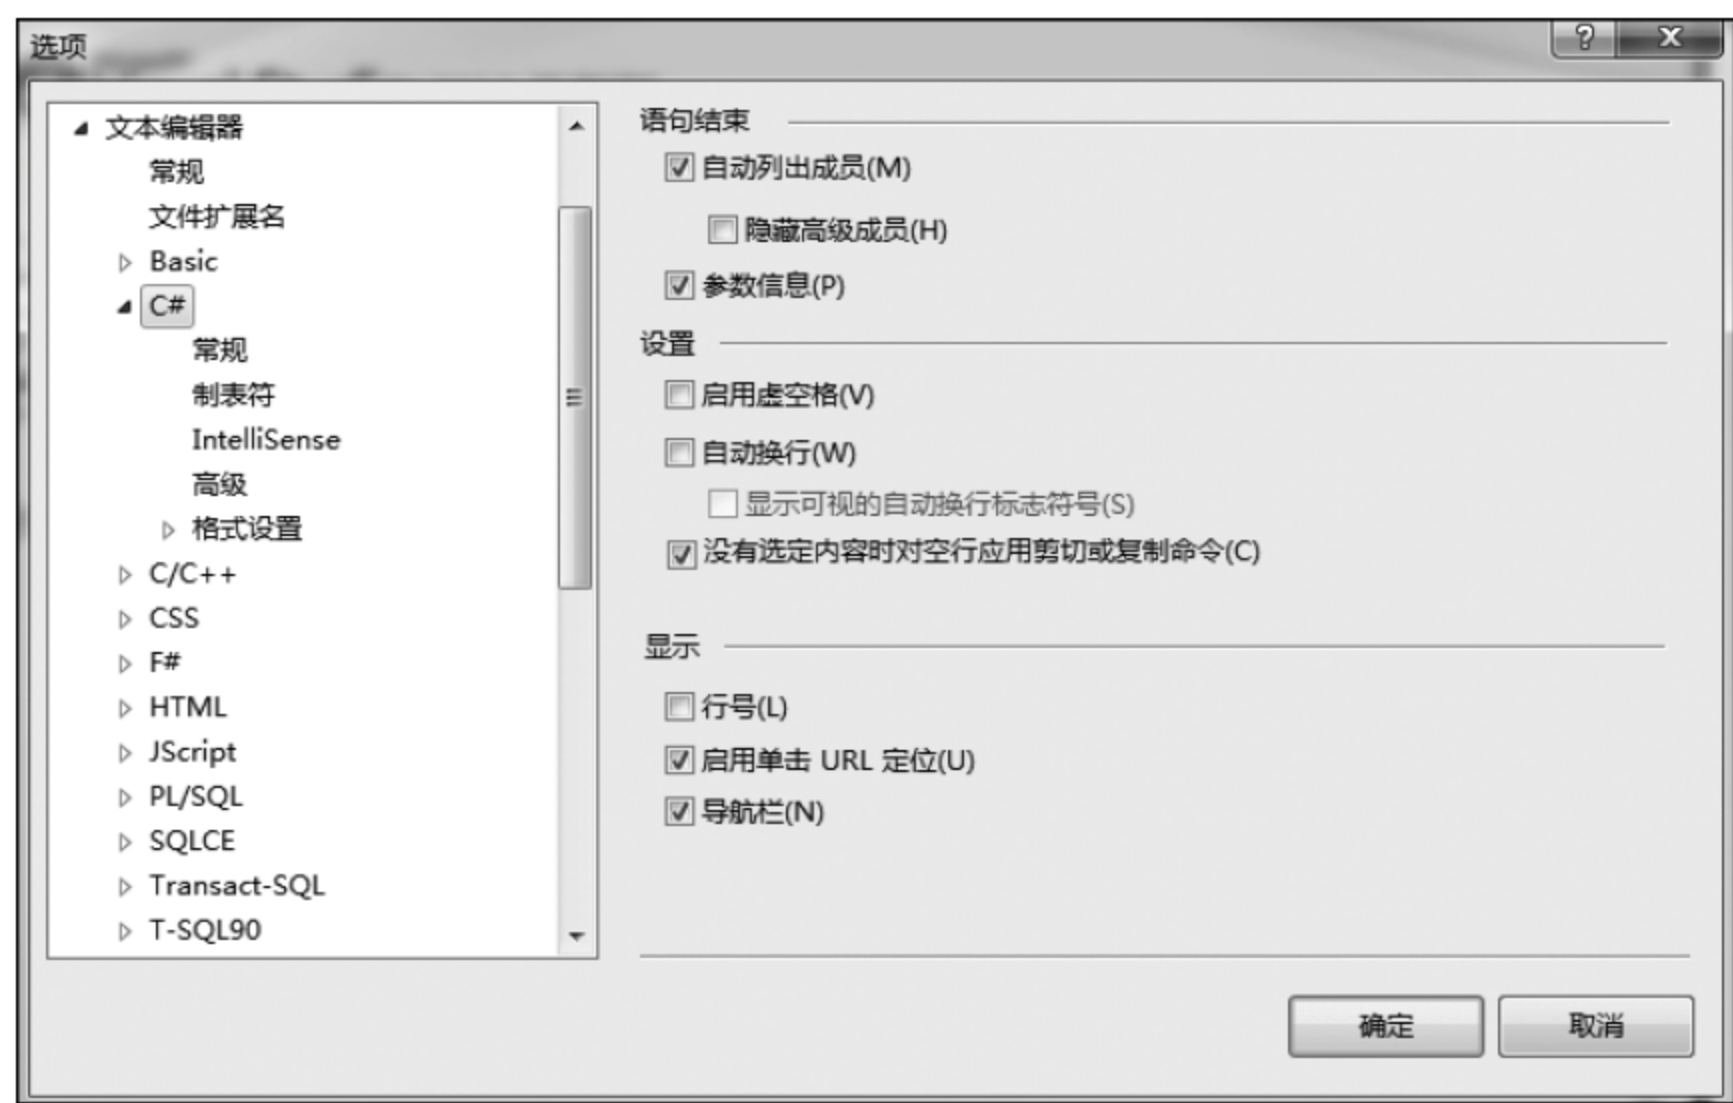 选项
文本编辑器
常规
文件扩展名
Basic
C#
常规
制表符
IntelliSense
高级
格式设置
C/C++
CSS
F#
HTML
JScript
PL/SQL
SQLCE
Transact-SQL
T-SQL90
语句结束
自动列出成员(M)
隐藏高级成员(H)
参数信息(P)
设置
启用虚空格(V)
自动换行(W)
显示可视的自动换行标志符号(S)
没有选定内容时对空行应用剪切或复制命令(C)
显示
行号(L)
启用单击 URL 定位(U)
导航栏(N)
确定
取消